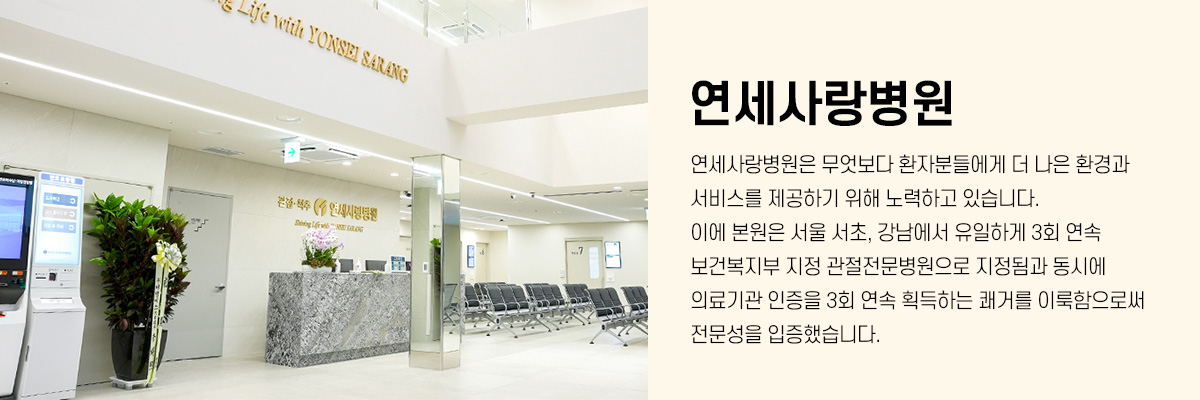 Life with YONSEI SARANG
관절·척추 연세사랑병원
Shining Life with YONSEI SARANG
7
연세사랑병원
연세사랑병원은 무엇보다 환자분들에게 더 나은 환경과
서비스를 제공하기 위해 노력하고 있습니다.
이에 본원은 서울 서초, 강남에서 유일하게 3회 연속
보건복지부 지정 관절전문병원으로 지정됨과 동시에
의료기관 인증을 3회 연속 획득하는 쾌거를 이룩함으로써
전문성을 입증했습니다.